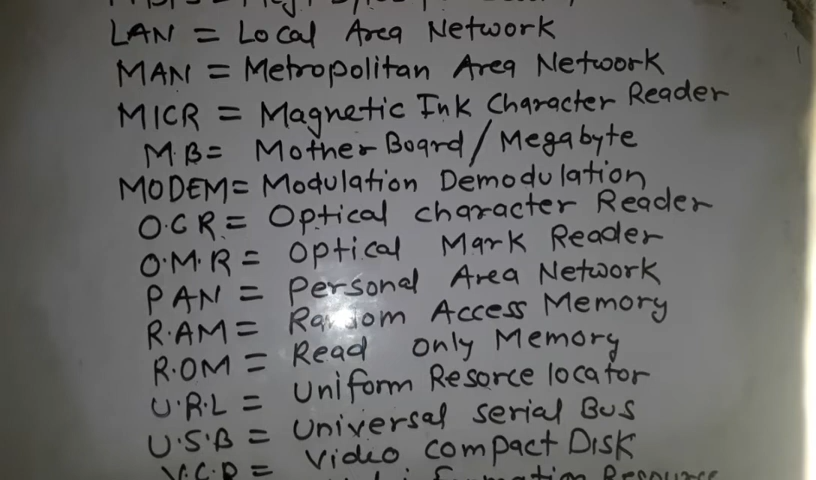 LAN = Local Area Network
MAN = Metropolitan Area Network
MICR = Magnetic Ink Character Reader
M.B = Mother Board / Megabyte
MODEM = Modulation Demodulation
O.C R = Optical character Reader
O.M.R = Optical Mark Reader
PAN = Personal Area Network
R.AM = Random Access Memory
R.OM = Read only Memory
U.R.L = Uniform Resorce locator
U.S.B = Universal serial Bus
V.C.D = Video compact Disk
Resource